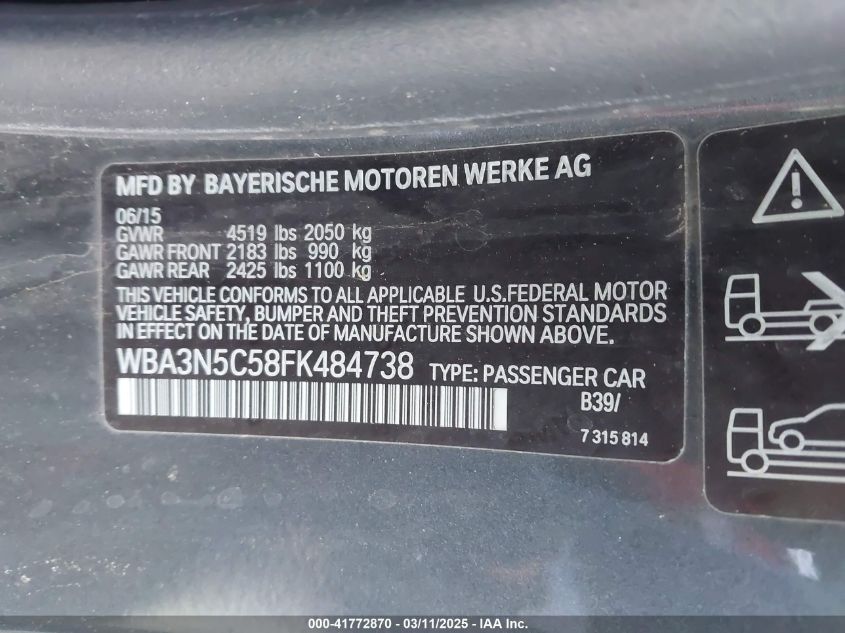 MFD BY BAYERISCHE MOTOREN WERKE AG
06/15
GVWR 4519 lbs 2050 kg
GAWR FRONT 2183 lbs 990 kg
GAWR REAR 2425 lbs 1100 kg
THIS VEHICLE CONFORMS TO ALL APPLICABLE U.S.FEDERAL MOTOR
VEHICLE SAFETY, BUMPER AND THEFT PREVENTION STANDARDS
IN EFFECT ON THE DATE OF MANUFACTURE SHOWN ABOVE.
WBA3N5C58FK484738 TYPE: PASSENGER CAR
B39/
7 315 814
000-41772870 - 03/11/2025 - IAA Inc.